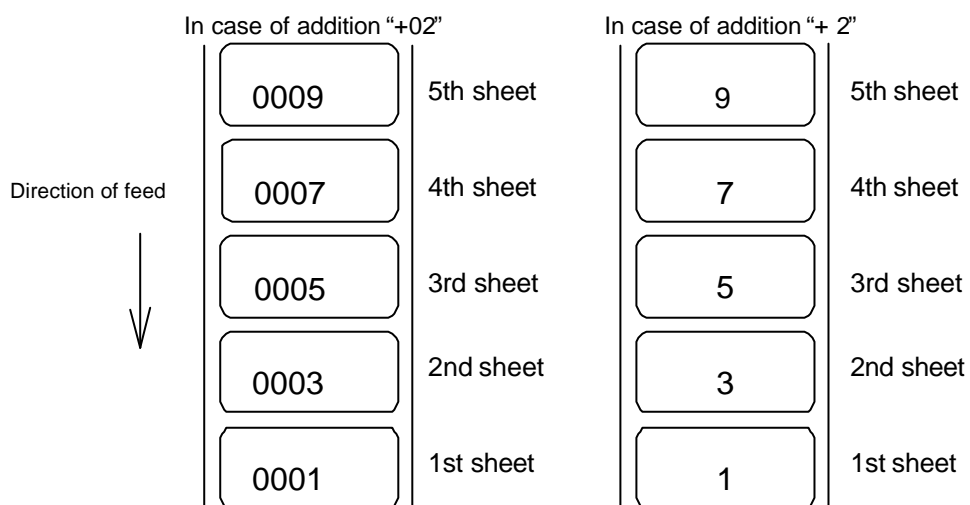 In case of addition “+02”
In case of addition “+ 2”
0009 5th sheet
9 5th sheet
Direction of feed
0007 4th sheet
7 4th sheet
0005 3rd sheet
5 3rd sheet
0003 2nd sheet
3 2nd sheet
0001 1st sheet
1 1st sheet